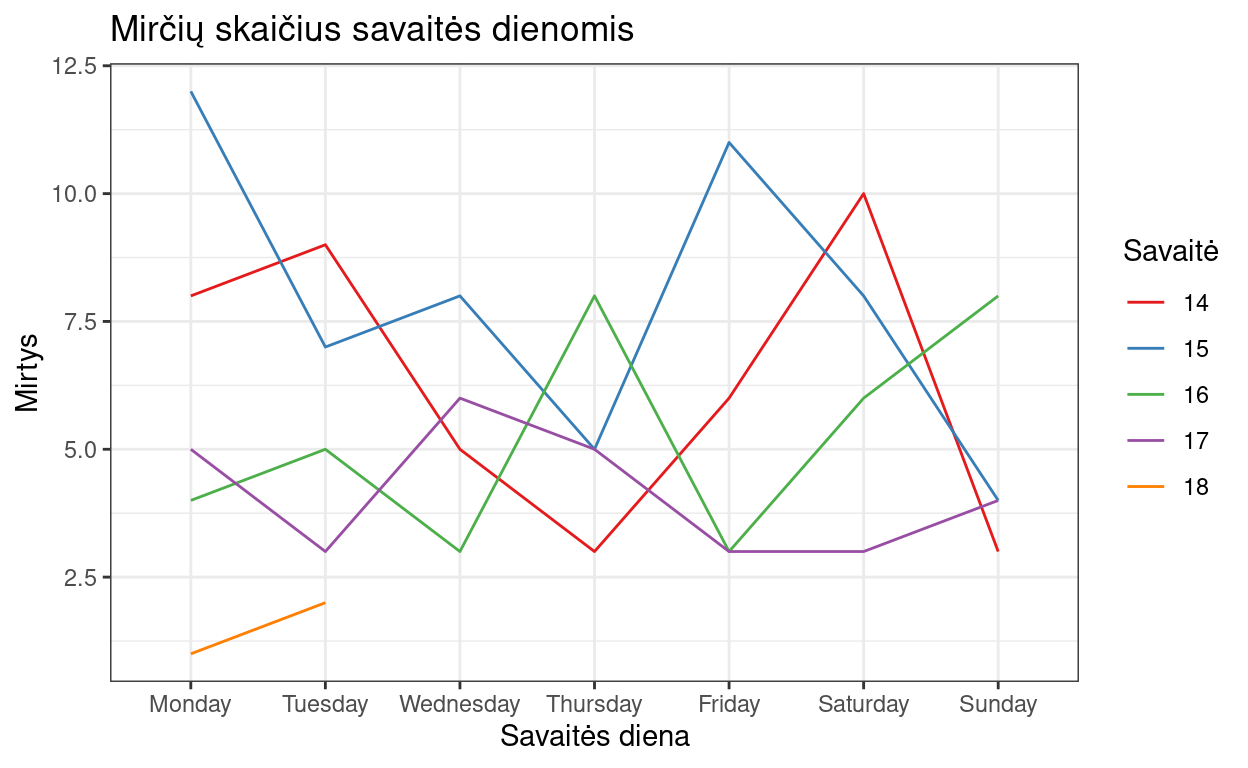 Mirčių skaičius savaitės dienomis
12.5
10.0
7.5
5.0
2.5
Mirtys
Monday Tuesday Wednesday Thursday Friday Saturday Sunday
Savaitės diena
Savaitė
14
15
16
17
18